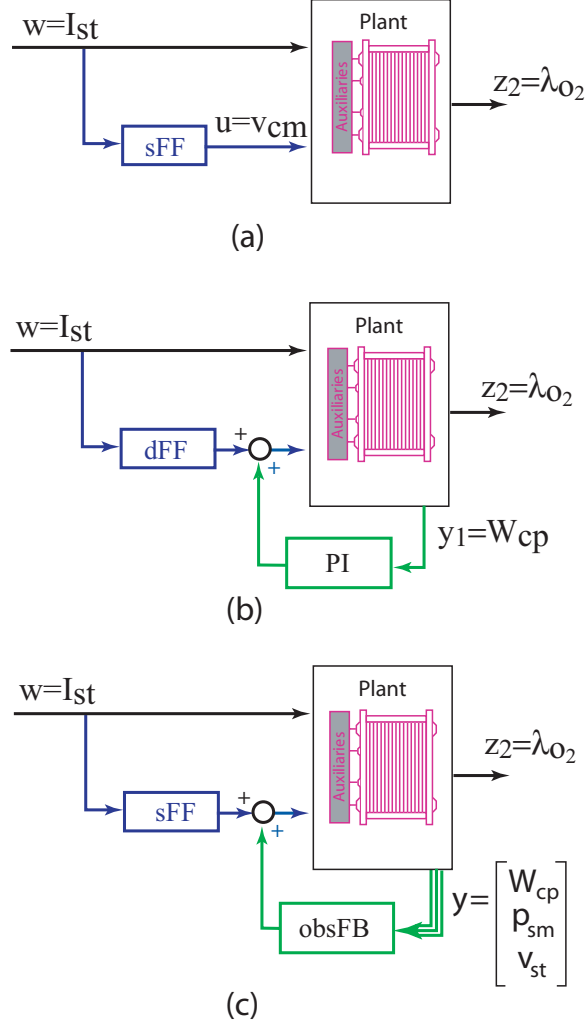 Plant
w=Ist
z2=λO2
Auxiliaries
u=vcm
sFF
(a)
Plant
w=Ist
z2=λO2
Auxiliaries
+
dFF
+
y1=Wcp
PI
(b)
Plant
w=Ist
z2=λO2
Auxiliaries
+
sFF
+
Wcp
y= psm
obsFB
vst
(c)